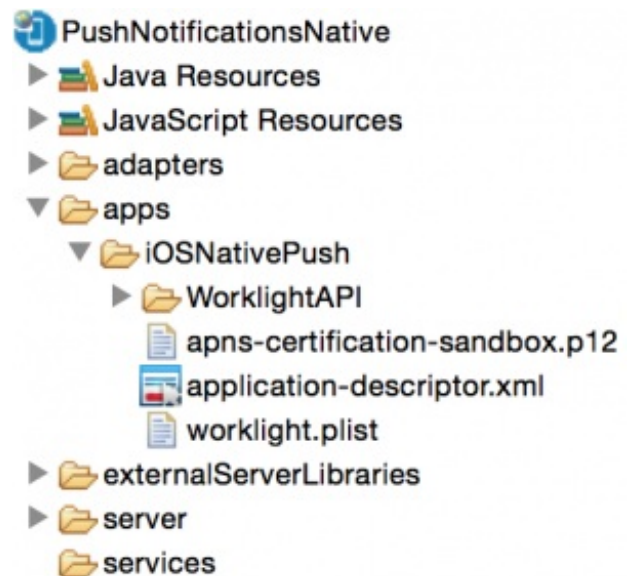 PushNotificationsNative
Java Resources
JavaScript Resources
adapters
apps
iOSNativePush
WorklightAPI
apns-certification-sandbox.p12
application-descriptor.xml
worklight.plist
externalServerLibraries
server
services